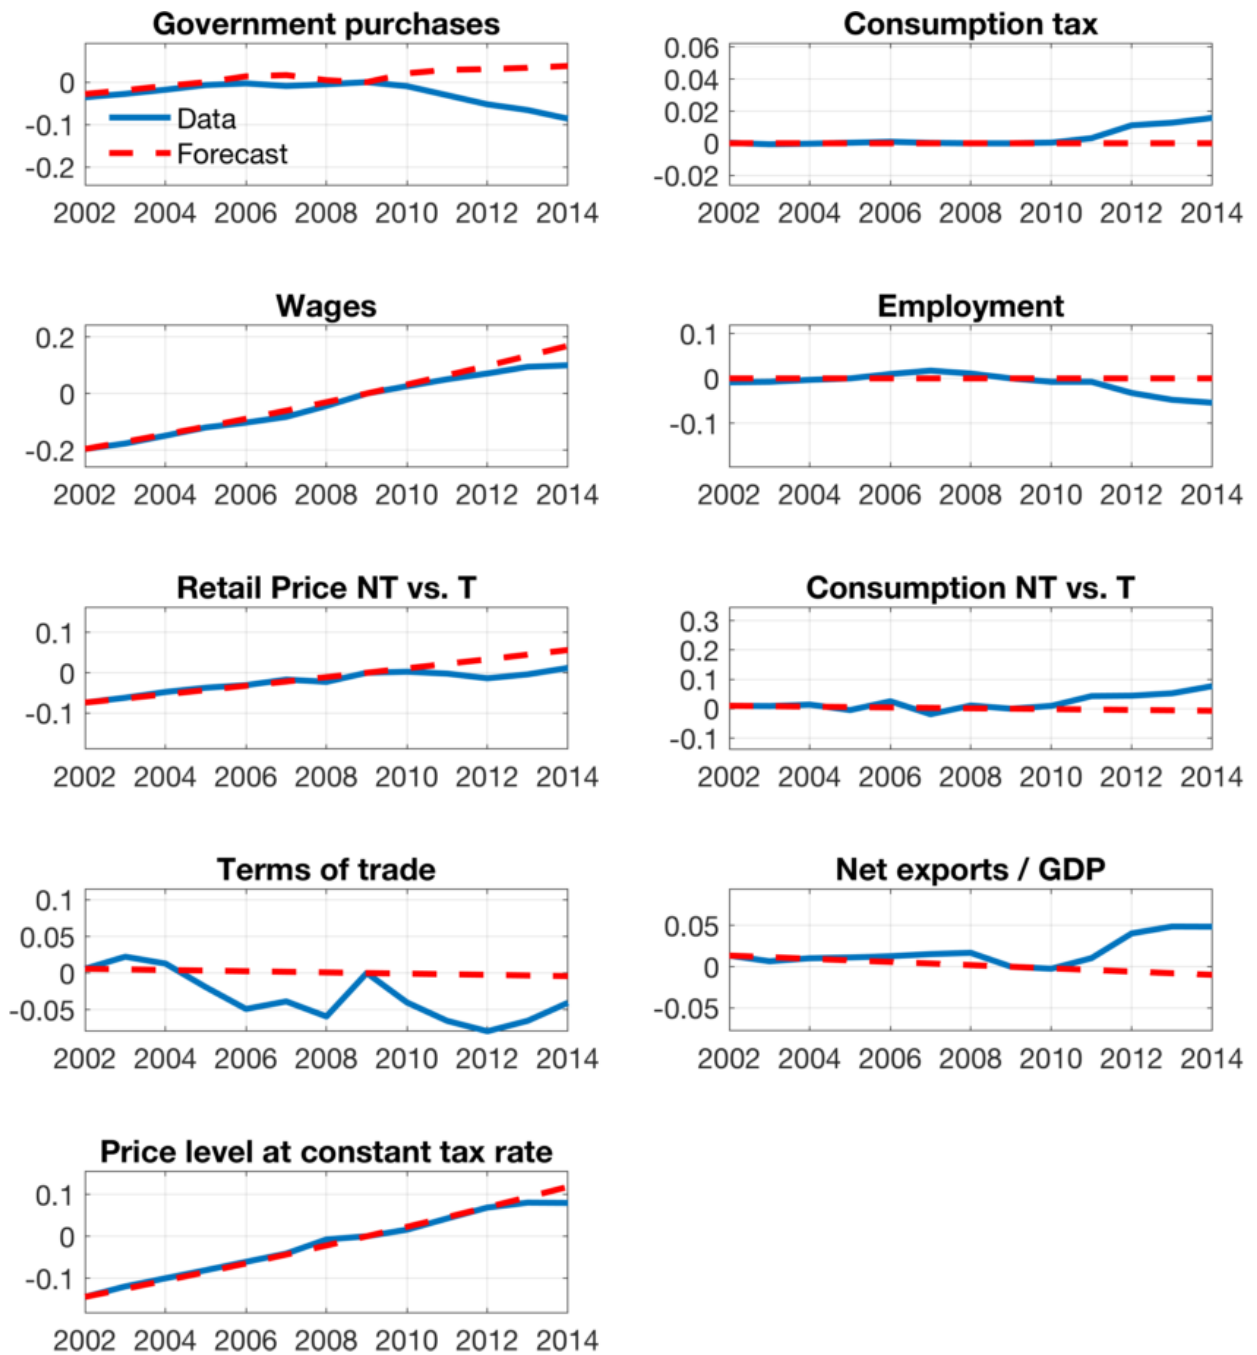 Government purchases
0
-0.1
-0.2
Data
Forecast
2002 2004 2006 2008 2010 2012 2014
Consumption tax
0.06
0.04
0.02
0
-0.02
2002 2004 2006 2008 2010 2012 2014
Wages
0.2
0
-0.2
2002 2004 2006 2008 2010 2012 2014
Employment
0.1
0
-0.1
2002 2004 2006 2008 2010 2012 2014
Retail Price NT vs. T
0.1
0
-0.1
2002 2004 2006 2008 2010 2012 2014
Consumption NT vs. T
0.3
0.2
0.1
0
-0.1
2002 2004 2006 2008 2010 2012 2014
Terms of trade
0.1
0.05
0
-0.05
2002 2004 2006 2008 2010 2012 2014
Net exports / GDP
0.05
0
-0.05
2002 2004 2006 2008 2010 2012 2014
Price level at constant tax rate
0.1
0
-0.1
2002 2004 2006 2008 2010 2012 2014